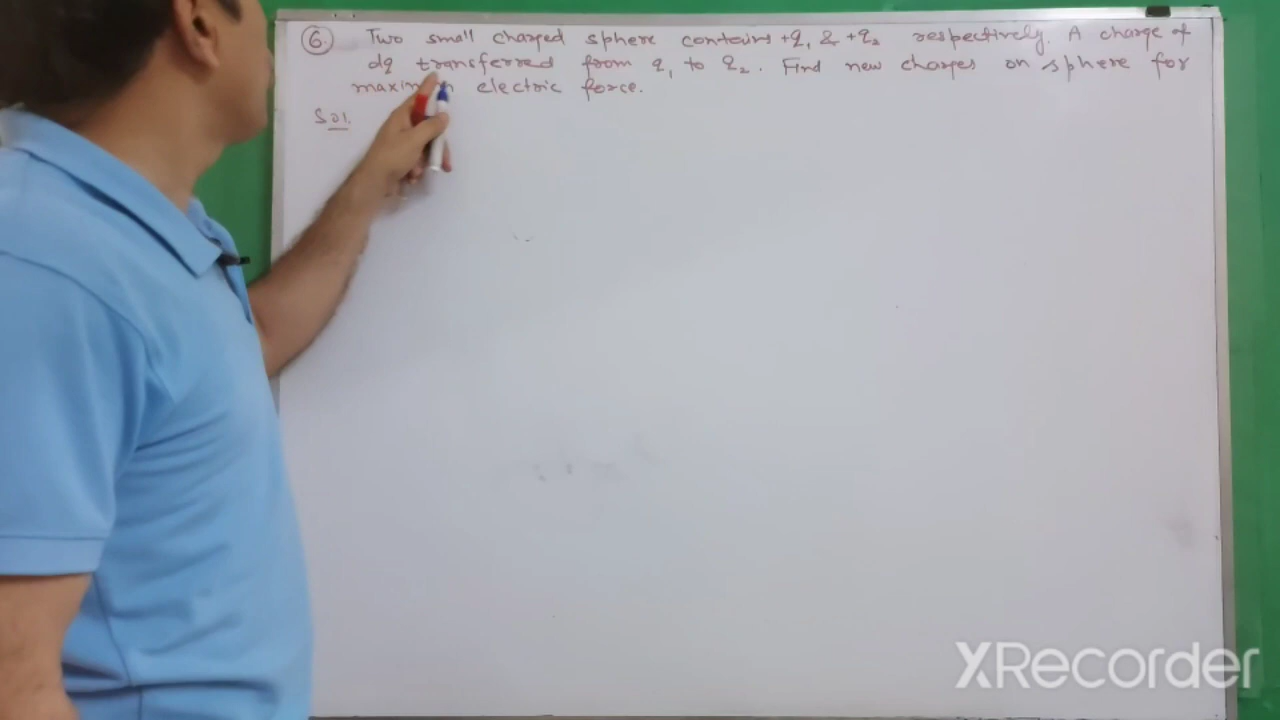 6. Two small charged sphere contains +q1 & +q2 respectively. A charge of
dq transferred from q1 to q2. Find new charges on sphere for
electric force.
Sol.
XRecorder